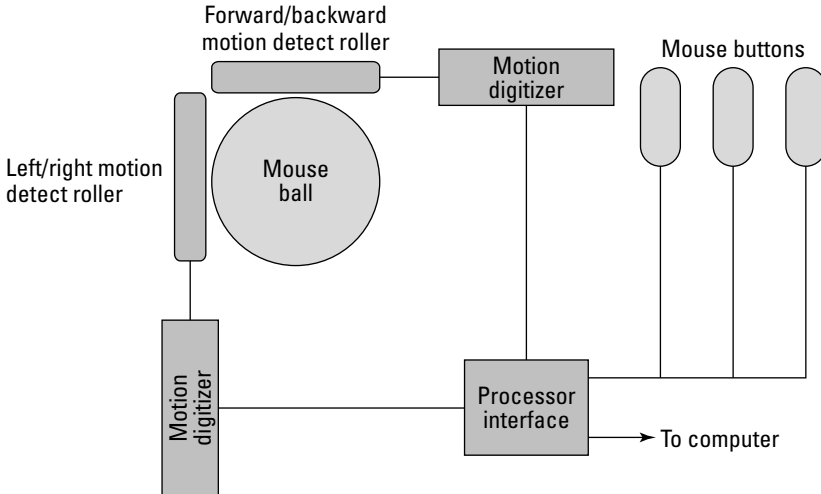 Forward/backward
motion detect roller
Motion
digitizer
Mouse buttons
Left/right motion
detect roller
Mouse
ball
Motion
digitizer
Processor
interface
To computer